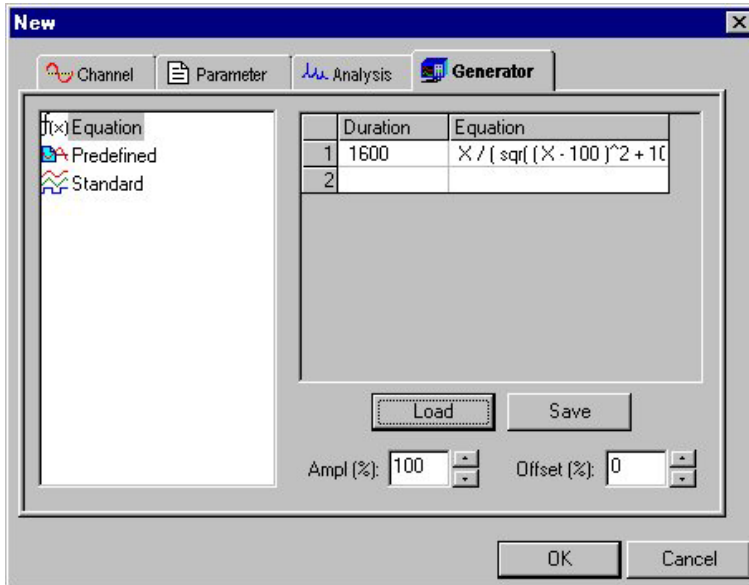 New
Channel Parameter Analysis Generator
f(x) Equation
Predefined
Standard
Duration Equation
1 1600 X / ( sqr( (X - 100 )^2 + 10
2
Load Save
Ampl (%): 100 Offset (%): 0
OK Cancel